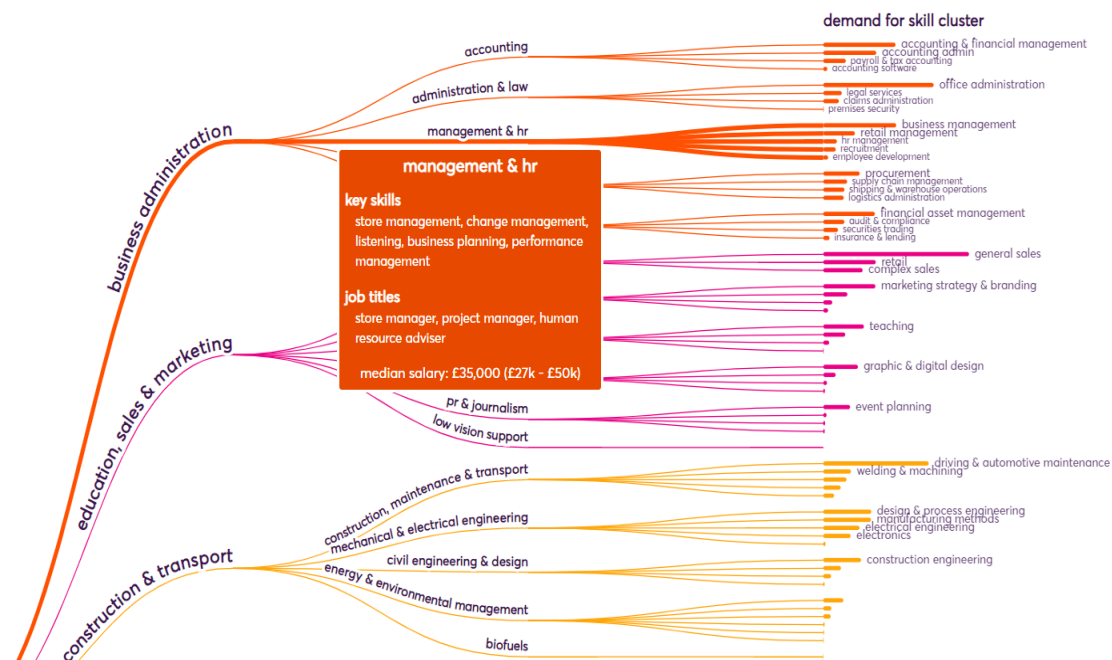 demand for skill cluster
accounting
accounting & financial management
accounting admin
payroll & tax accounting
accounting software
administration & law
office administration
legal services
claims administration
premises security
management & hr
business management
retail management
hr management
recruitment
employee development
business administration
management & hr
key skills
store management, change management,
listening, business planning, performance
management
job titles
store manager, project manager, human
resource adviser
median salary: £35,000 (£27k - £50k)
procurement
supply chain management
shipping & warehouse operations
logistics administration
financial asset management
audit & compliance
securities trading
insurance & lending
general sales
retail
complex sales
marketing strategy & branding
education, sales & marketing
teaching
graphic & digital design
pr & journalism
event planning
low vision support
construction, maintenance & transport
driving & automotive maintenance
welding & machining
mechanical & electrical engineering
design & process engineering
manufacturing methods
electrical engineering
electronics
construction & transport
civil engineering & design
construction engineering
energy & environmental management
biofuels